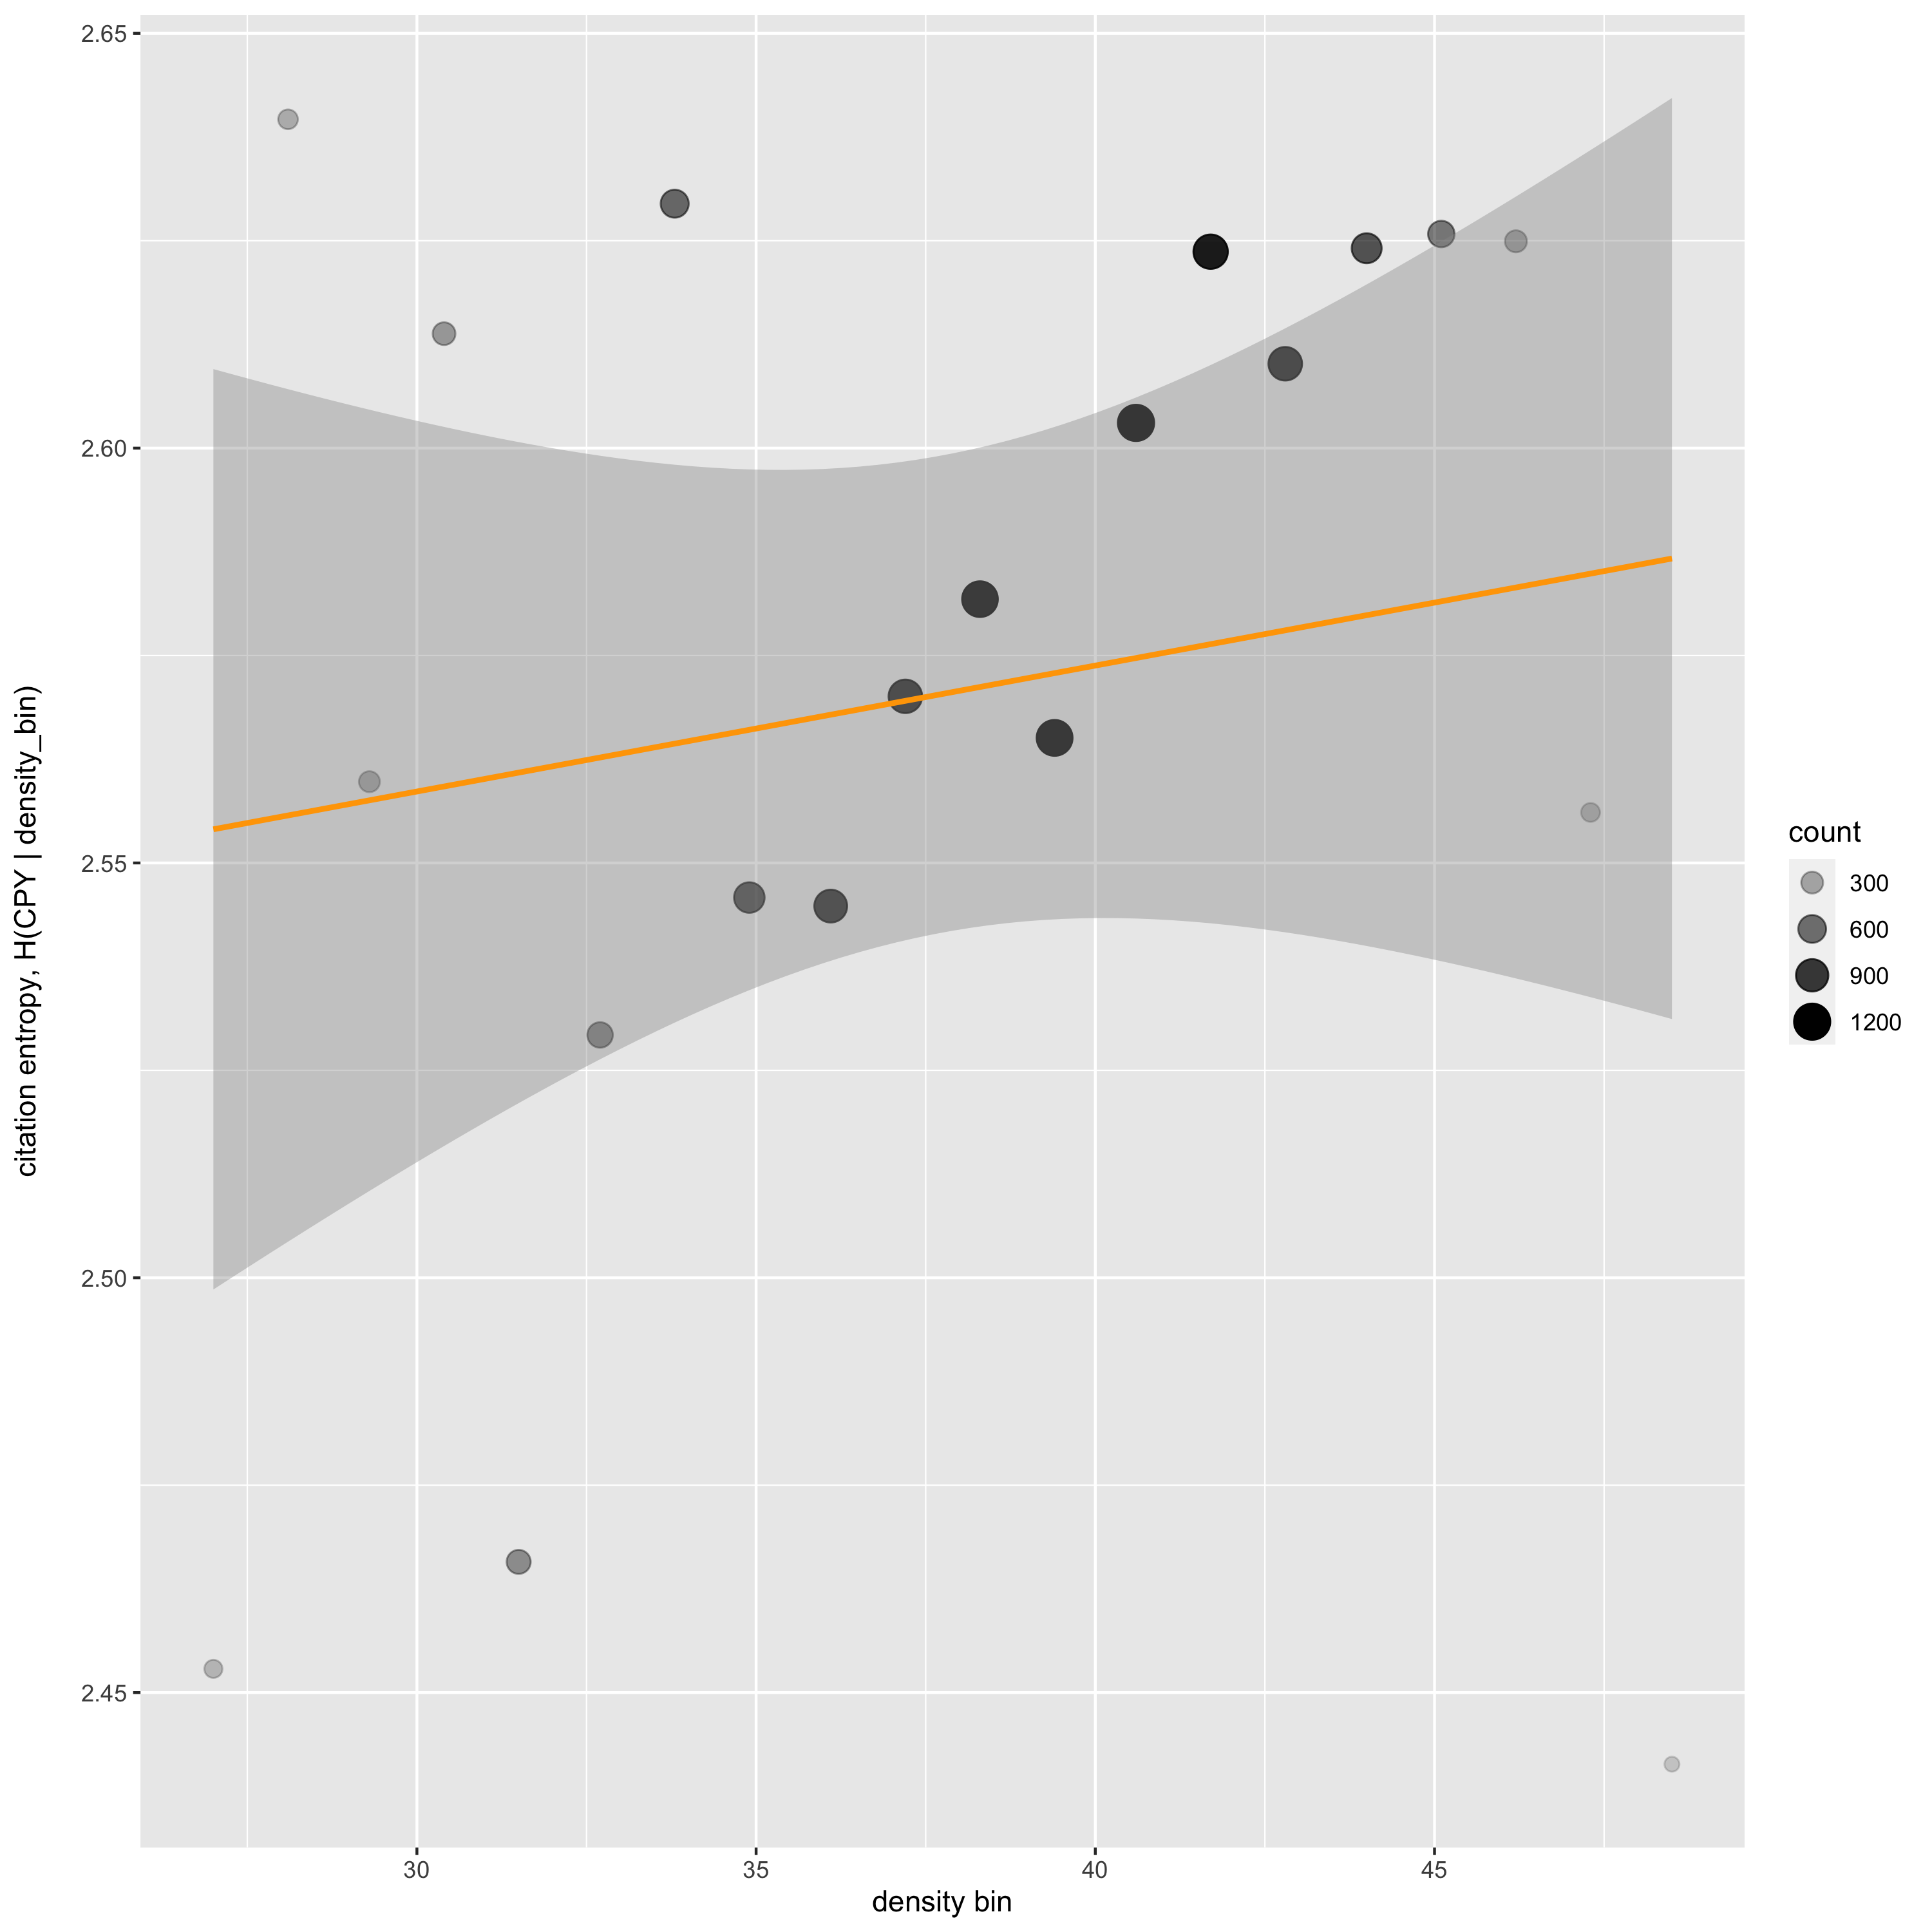 citation entropy, H(CPY | density_bin)
2.65
2.60
2.55
2.50
2.45
30 35 40 45
density bin
count
300
600
900
1200